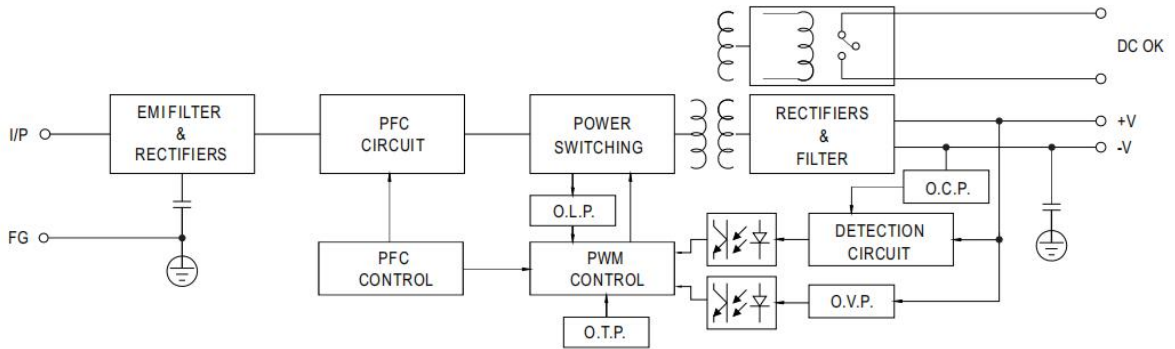 DC OK
I/P
EMI FILTER
&
RECTIFIERS
PFC
CIRCUIT
POWER
SWITCHING
RECTIFIERS
&
FILTER
+V
-V
O.C.P.
O.L.P.
FG
PFC
CONTROL
PWM
CONTROL
DETECTION
CIRCUIT
O.V.P.
O.T.P.